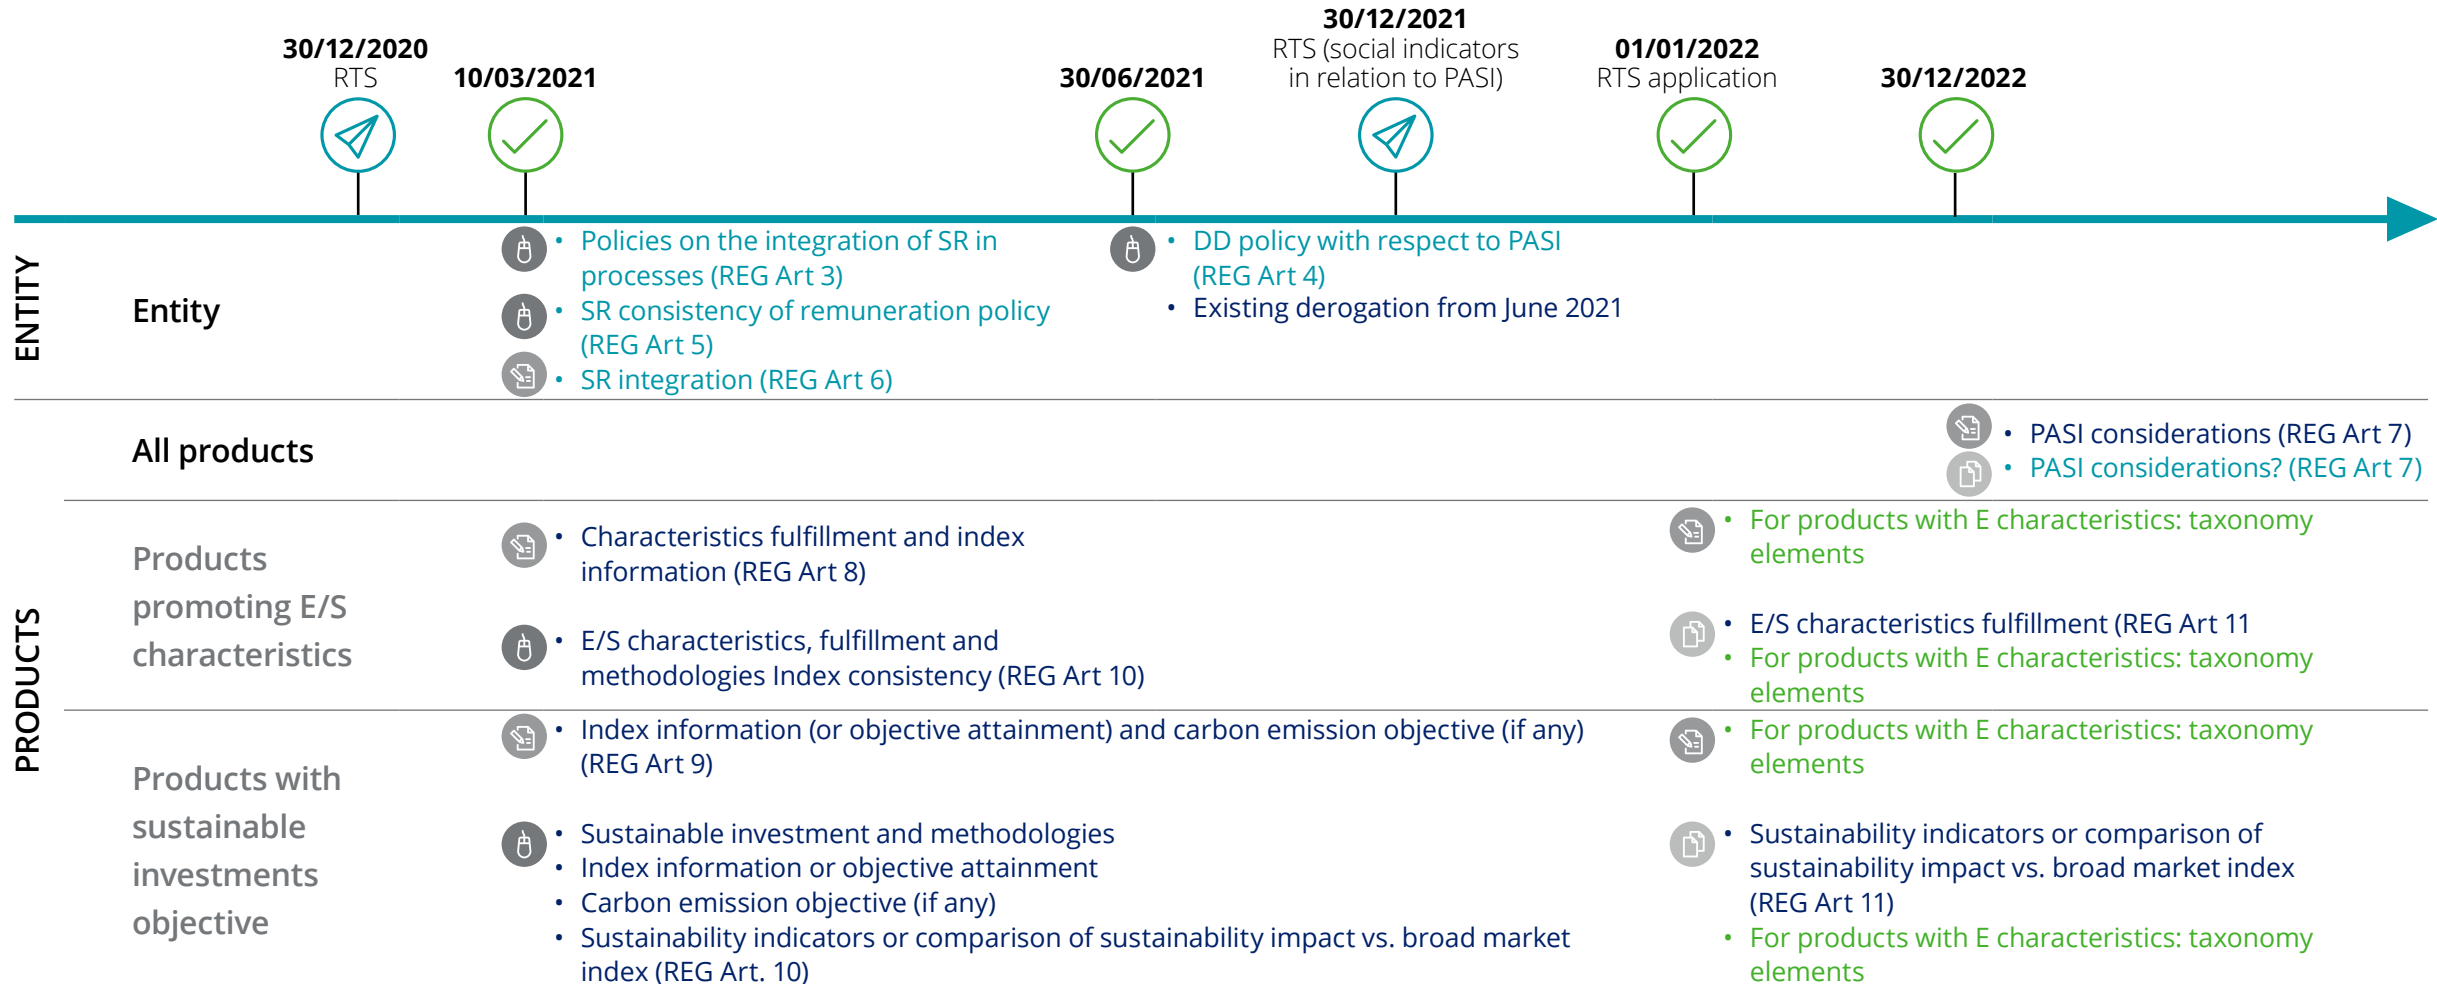 30/12/2020
RTS
10/03/2021
30/06/2021
30/12/2021
RTS (social indicators
in relation to PASI)
01/01/2022
RTS application
30/12/2022
ENTITY
Entity
• Policies on the integration of SR in
processes (REG Art 3)
• SR consistency of remuneration policy
(REG Art 5)
• SR integration (REG Art 6)
• DD policy with respect to PASI
(REG Art 4)
• Existing derogation from June 2021
PRODUCTS
All products
• PASI considerations (REG Art 7)
• PASI considerations? (REG Art 7)
Products
promoting E/S
characteristics
• Characteristics fulfillment and index
information (REG Art 8)
• E/S characteristics, fulfillment and
methodologies Index consistency (REG Art 10)
• For products with E characteristics: taxonomy
elements
• E/S characteristics fulfillment (REG Art 11
• For products with E characteristics: taxonomy
elements
Products with
sustainable
investments
objective
• Index information (or objective attainment) and carbon emission objective (if any)
(REG Art 9)
• Sustainable investment and methodologies
• Index information or objective attainment
• Carbon emission objective (if any)
• Sustainability indicators or comparison of sustainability impact vs. broad market
index (REG Art. 10)
• For products with E characteristics: taxonomy
elements
• Sustainability indicators or comparison of
sustainability impact vs. broad market index
(REG Art 11)
• For products with E characteristics: taxonomy
elements